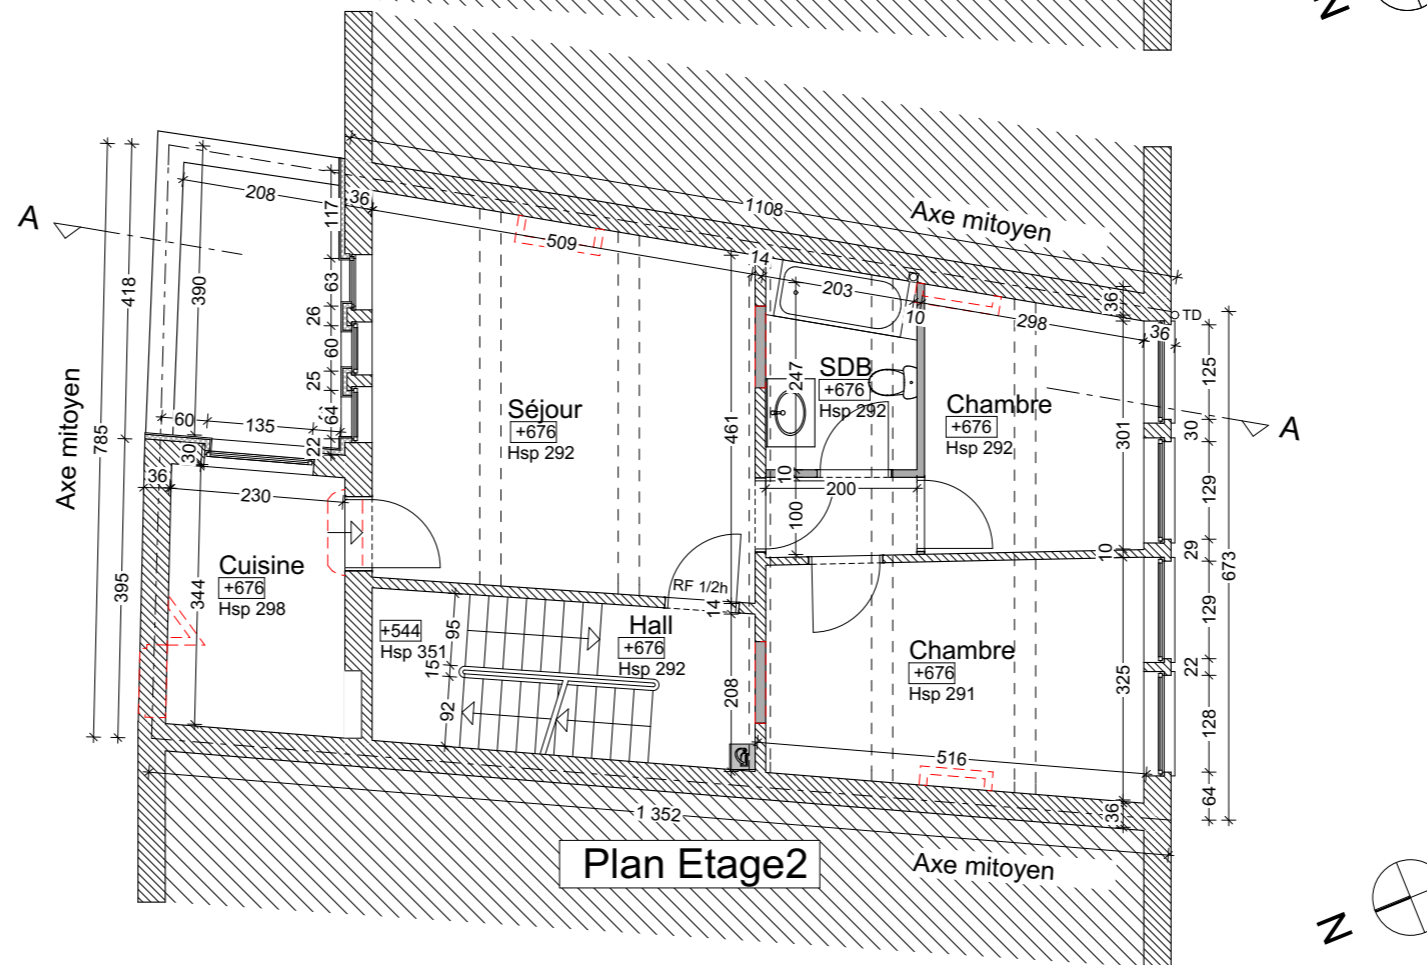 N
Axe mitoyen
1108
A
208
36
117
509
14
203
10
298
36
36
TD
418
390
63
26
60
25
64
22
785
Axe mitoyen
60
135
30
36
230
Séjour
+676
Hsp 292
461
247
SDB
+676
Hsp 292
Chambre
+676
Hsp 292
301
125
30
129
29
673
A
10
200
100
10
Cuisine
+676
Hsp 298
344
395
RF 1/2h
14
+544
Hsp 351
95
15
92
Hall
+676
Hsp 292
208
Chambre
+676
Hsp 291
325
129
22
128
64
516
36
1 352
Plan Etage2
Axe mitoyen
N